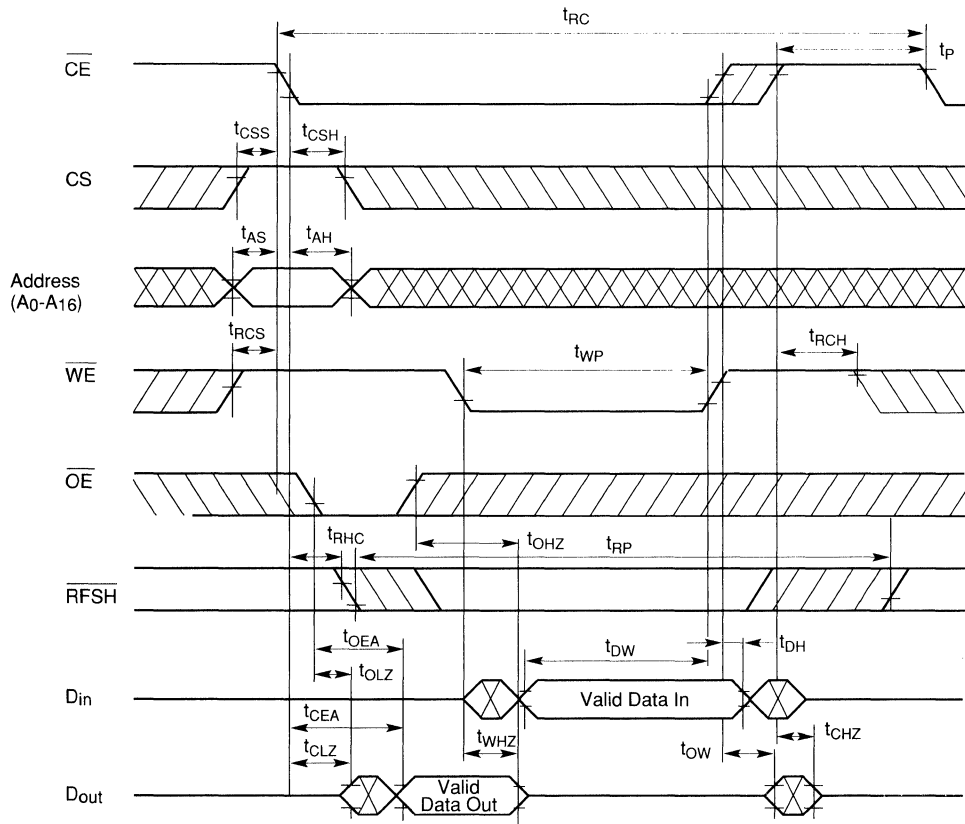 tRC
tP
CE
tCSS
tCSH
CS
tAS
tAH
Address
(A0-A16)
tRCS
tWP
tRCH
WE
OE
tRHC
tOHZ
tRP
RFSH
tOEA
tDW
tDH
tOLZ
Din
Valid Data In
tCEA
tWHZ
tOW
tCHZ
tCLZ
Dout
Valid
Data Out